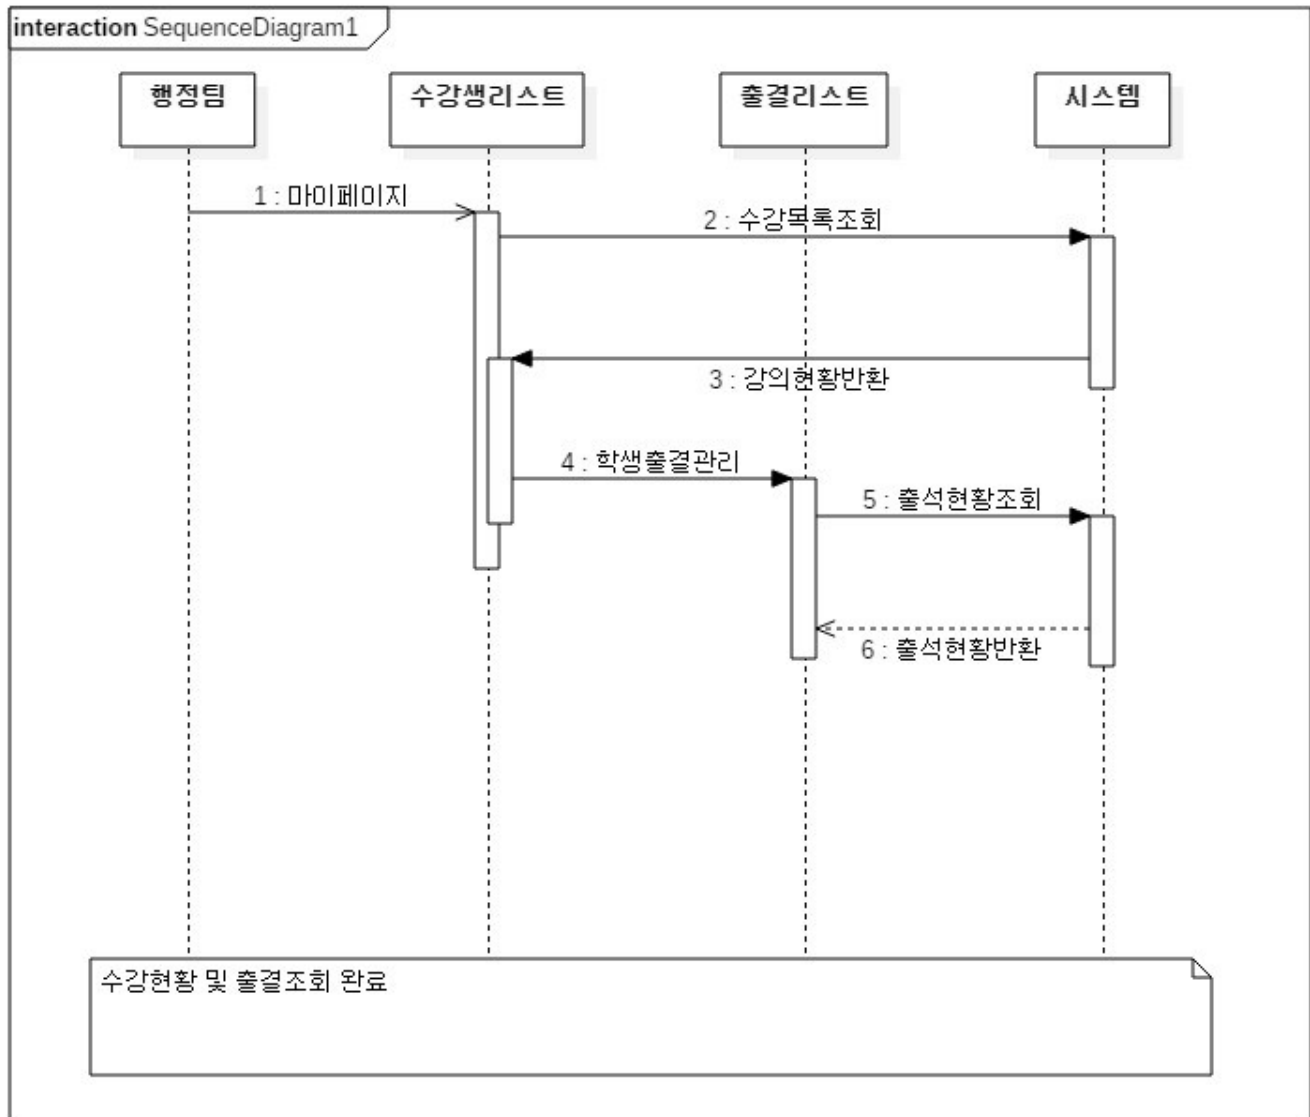 interaction SequenceDiagram1
행정팀
수강생리스트
출결리스트
시스템
1 : 마이페이지
2 : 수강목록조회
3 : 강의현황반환
4 : 학생출결관리
5 : 출석현황조회
6 : 출석현황반환
수강현황 및 출결조회 완료